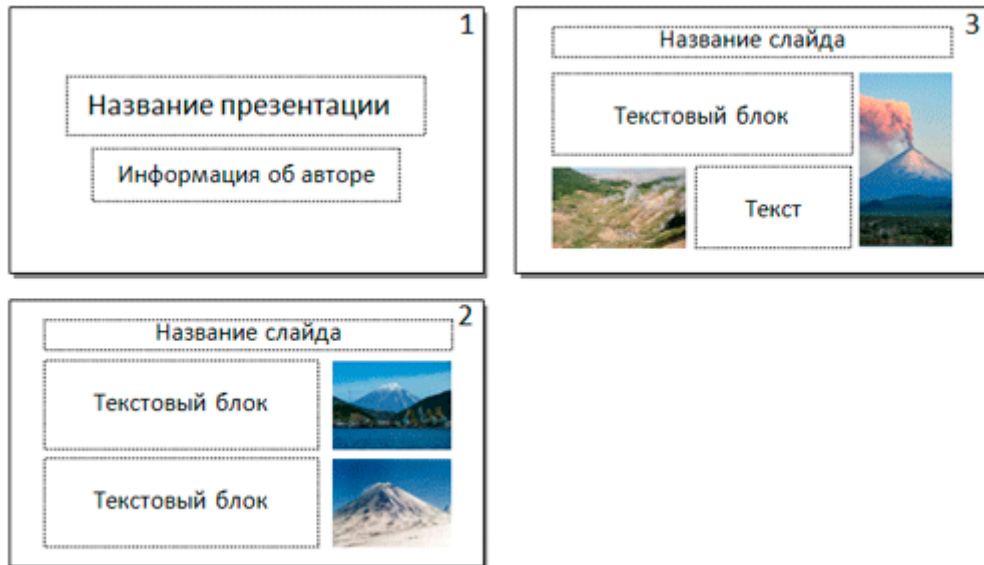 1
Название презентации
Информация об авторе
2
Название слайда
Текстовый блок
Текстовый блок
3
Название слайда
Текстовый блок
Текст